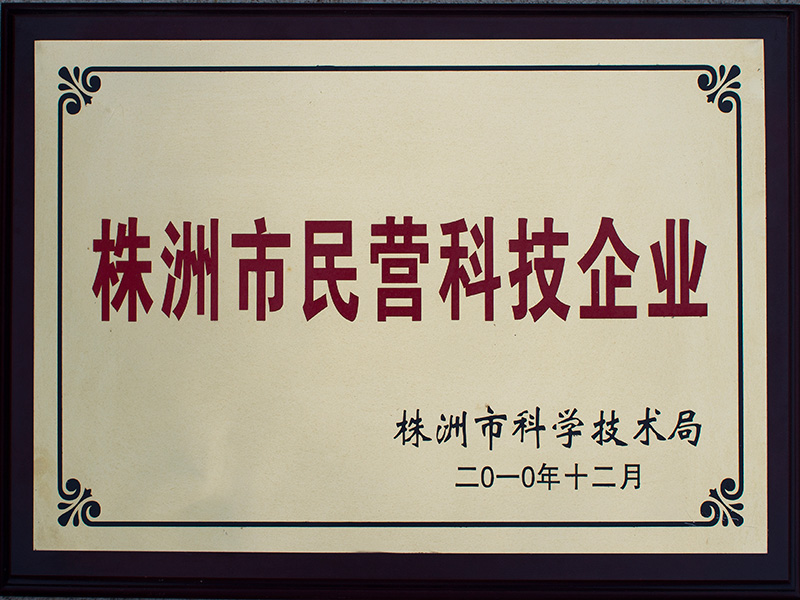 株洲市民营科技企业
株洲市科学技术局
二0一0年十二月